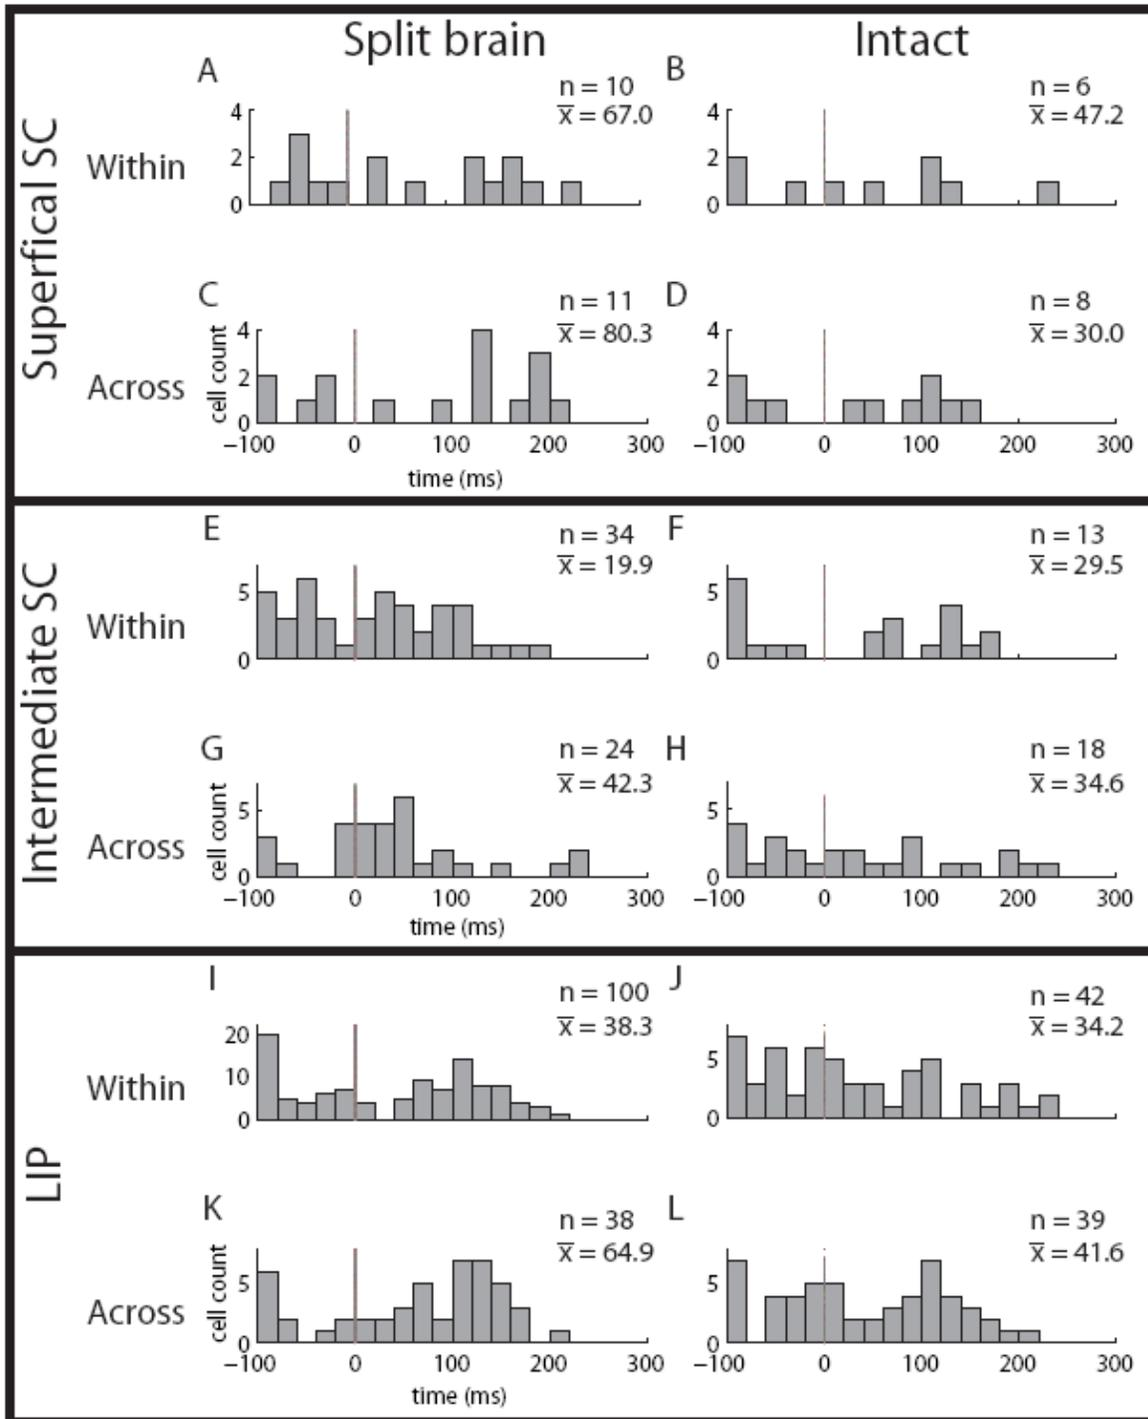 Split brain Intact
Superfical SC
A
n = 10
x̅ = 67.0
B
n = 6
x̅ = 47.2
Within
4
2
0
4
2
0
C
n = 11
x̅ = 80.3
D
n = 8
x̅ = 30.0
Across
cell count
4
2
0
4
2
0
−100 0 100 200 300
−100 0 100 200 300
time (ms)
Intermediate SC
E
n = 34
x̅ = 19.9
F
n = 13
x̅ = 29.5
Within
5
0
5
0
G
n = 24
x̅ = 42.3
H
n = 18
x̅ = 34.6
Across
cell count
5
0
5
0
−100 0 100 200 300
−100 0 100 200 300
time (ms)
LIP
I
n = 100
x̅ = 38.3
J
n = 42
x̅ = 34.2
Within
20
10
0
5
0
K
n = 38
x̅ = 64.9
L
n = 39
x̅ = 41.6
Across
cell count
5
0
5
0
−100 0 100 200 300
−100 0 100 200 300
time (ms)